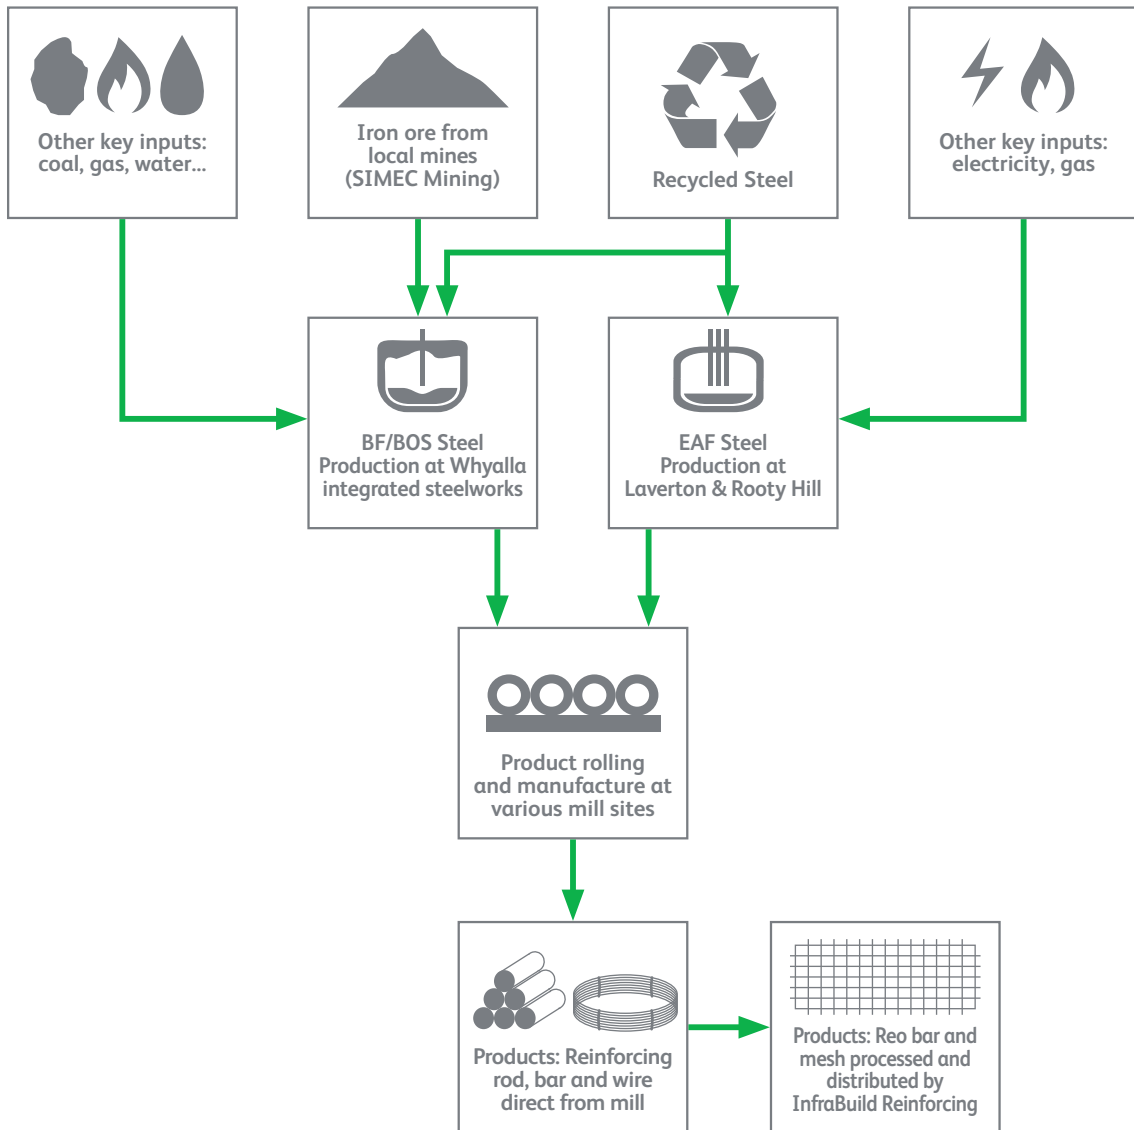 Other key inputs:
coal, gas, water...
Iron ore from
local mines
(SIMEC Mining)
Recycled Steel
Other key inputs:
electricity, gas
BF/BOS Steel
Production at Whyalla
integrated steelworks
EAF Steel
Production at
Laverton & Rooty Hill
Product rolling
and manufacture at
various mill sites
Products: Reinforcing
rod, bar and wire
direct from mill
Products: Reo bar and
mesh processed and
distributed by
InfraBuild Reinforcing